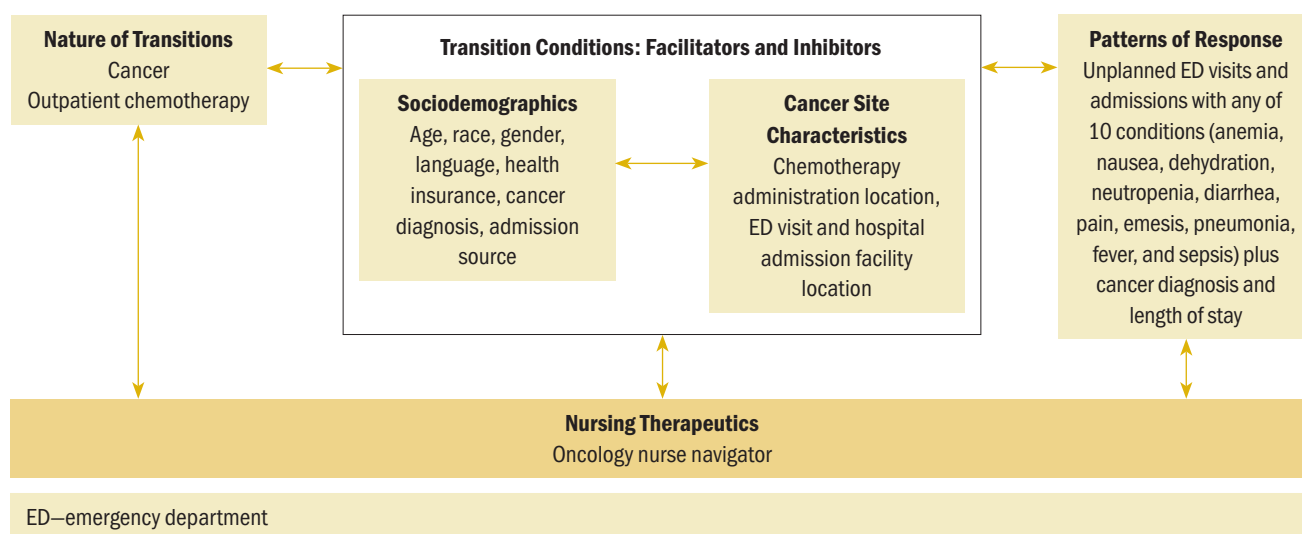 Nature of Transitions
Cancer
Outpatient chemotherapy
Transition Conditions: Facilitators and Inhibitors
Sociodemographics
Age, race, gender,
language, health
insurance, cancer
diagnosis, admission
source
Cancer Site
Characteristics
Chemotherapy
administration location,
ED visit and hospital
admission facility
location
Patterns of Response
Unplanned ED visits and
admissions with any of
10 conditions (anemia,
nausea, dehydration,
neutropenia, diarrhea,
pain, emesis, pneumonia,
fever, and sepsis) plus
cancer diagnosis and
length of stay
Nursing Therapeutics
Oncology nurse navigator
ED—emergency department